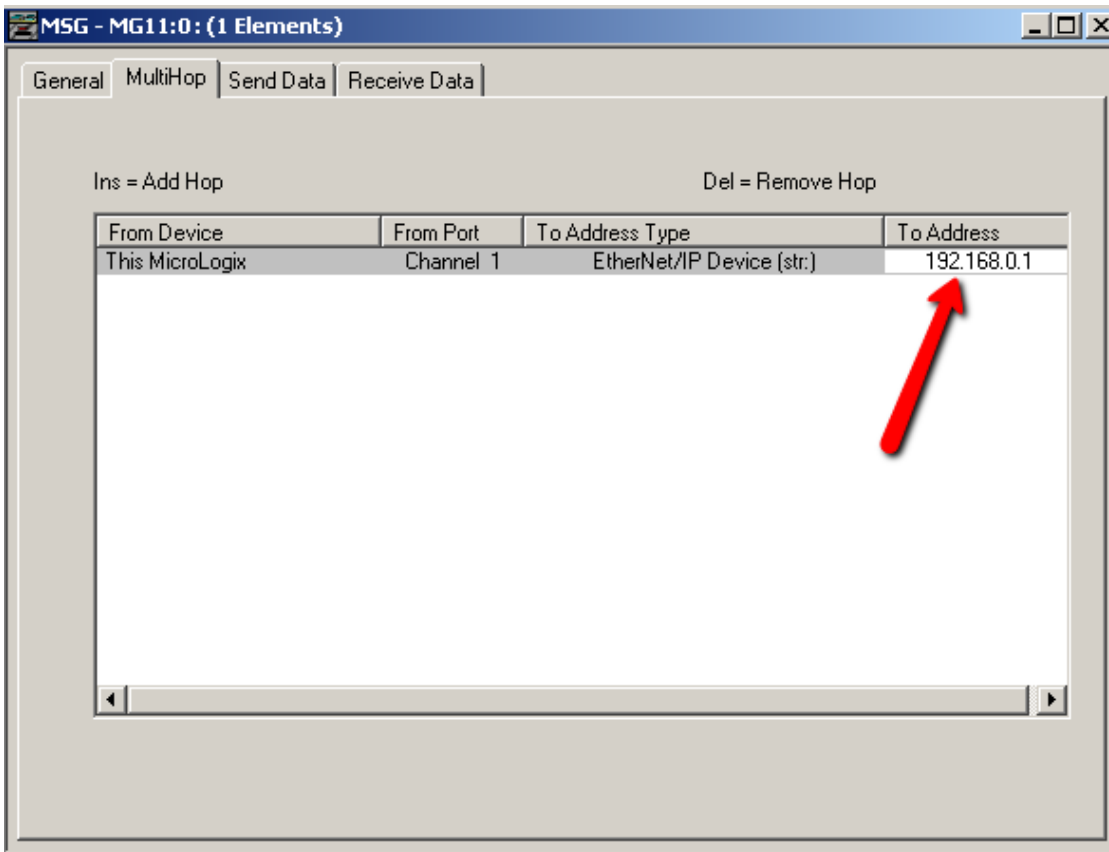 MSG - MG11:0 : (1 Elements)
General MultiHop Send Data Receive Data
Ins = Add Hop Del = Remove Hop
From Device From Port To Address Type To Address
This MicroLogix Channel 1 EtherNet/IP Device (str:) 192.168.0.1